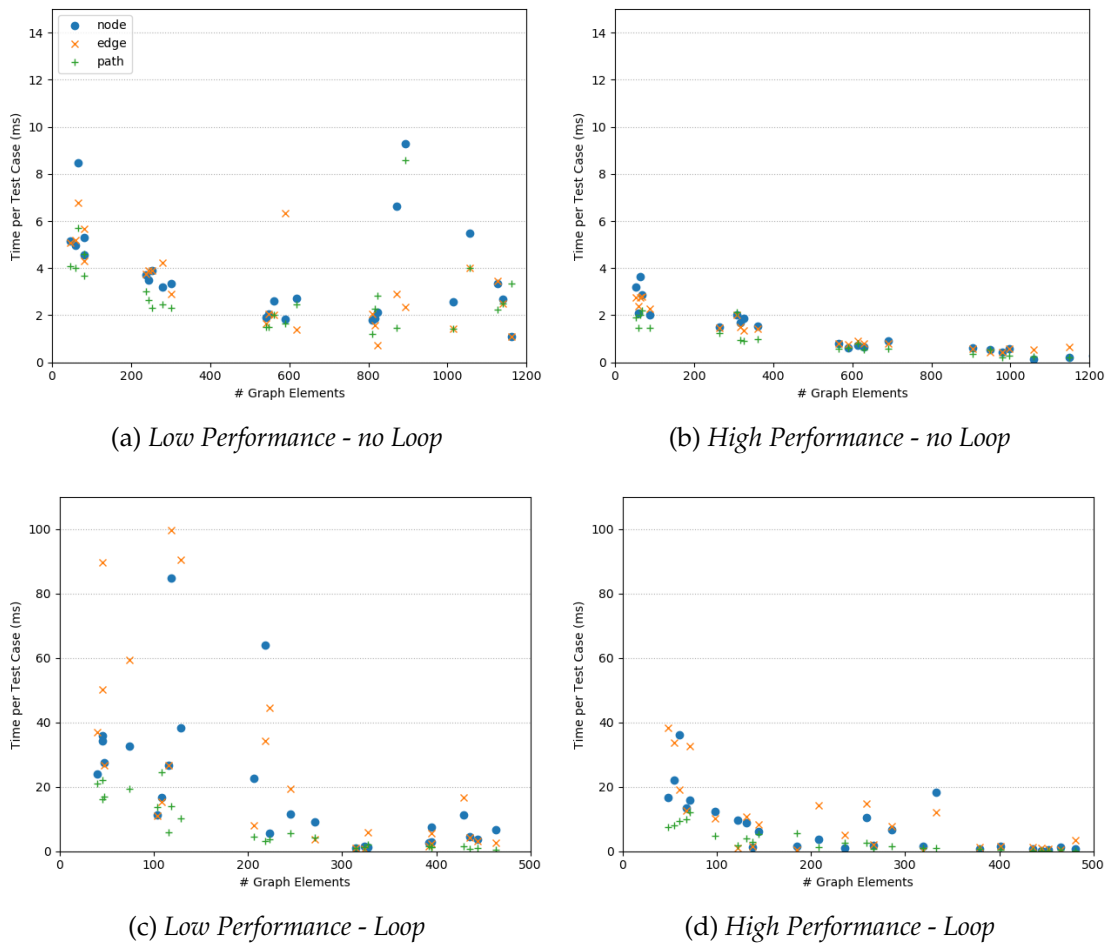 14
12
10
8
6
4
2
0
Time per Test Case (ms)
node
edge
path
0 200 400 600 800 1000 1200
# Graph Elements
(a) Low Performance - no Loop
14
12
10
8
6
4
2
0
Time per Test Case (ms)
0 200 400 600 800 1000 1200
# Graph Elements
(b) High Performance - no Loop
100
80
60
40
20
0
Time per Test Case (ms)
0 100 200 300 400 500
# Graph Elements
(c) Low Performance - Loop
100
80
60
40
20
0
Time per Test Case (ms)
0 100 200 300 400 500
# Graph Elements
(d) High Performance - Loop